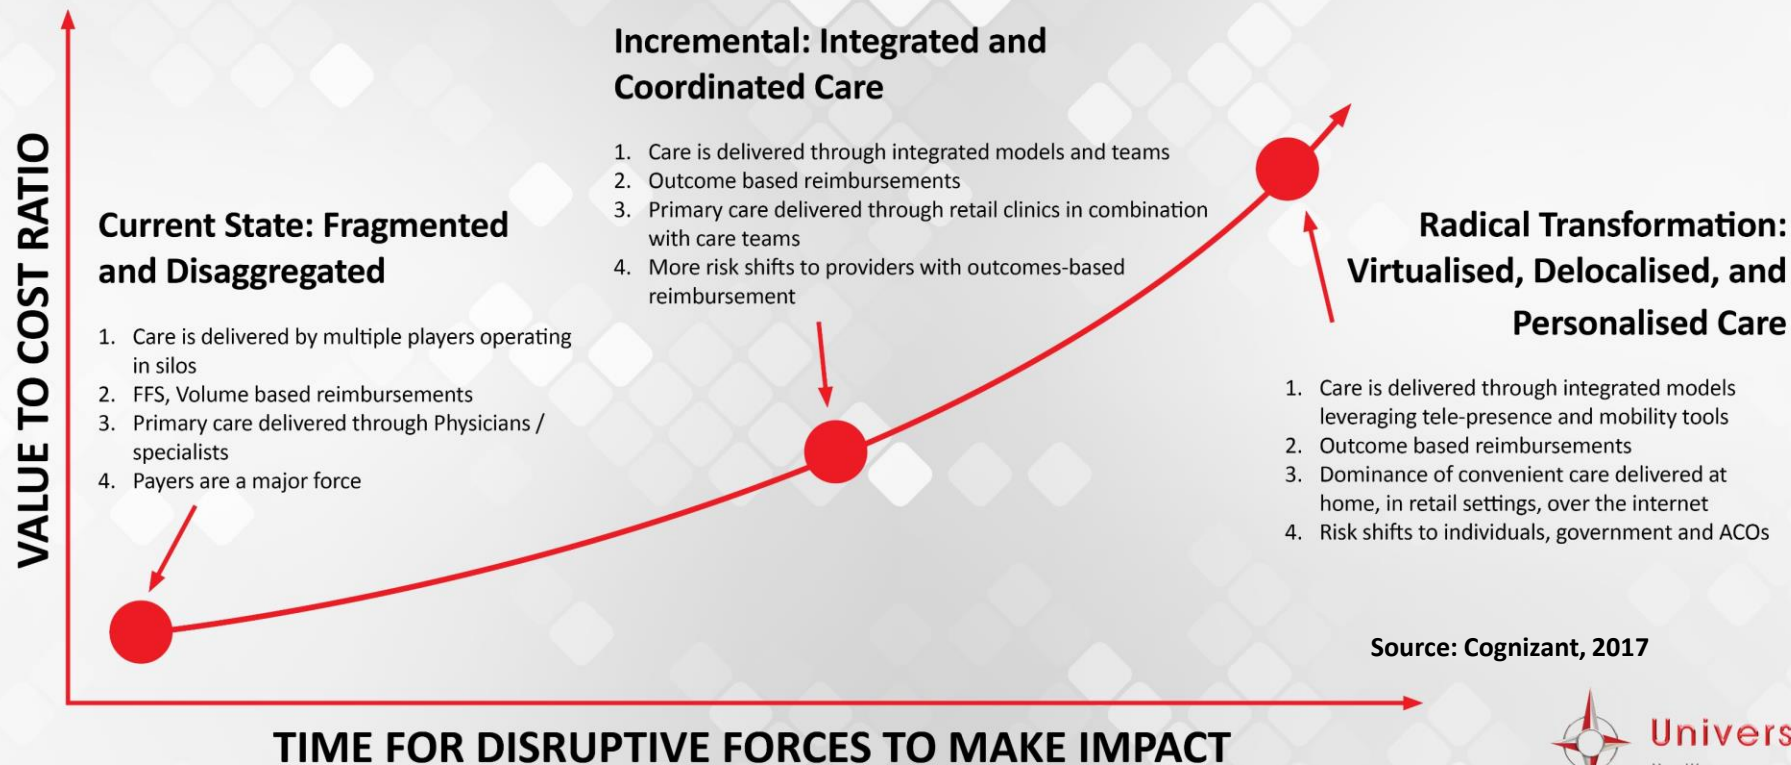 VALUE TO COST RATIO
Current State: Fragmented
and Disaggregated
1. Care is delivered by multiple players operating
in silos
2. FFS, Volume based reimbursements
3. Primary care delivered through Physicians /
specialists
4. Payers are a major force
Incremental: Integrated and
Coordinated Care
1. Care is delivered through integrated models and teams
2. Outcome based reimbursements
3. Primary care delivered through retail clinics in combination
with care teams
4. More risk shifts to providers with outcomes-based
reimbursement
Radical Transformation:
Virtualised, Delocalised, and
Personalised Care
1. Care is delivered through integrated models
leveraging tele-presence and mobility tools
2. Outcome based reimbursements
3. Dominance of convenient care delivered at
home, in retail settings, over the internet
4. Risk shifts to individuals, government and ACOs
Source: Cognizant, 2017
TIME FOR DISRUPTIVE FORCES TO MAKE IMPACT
Univers